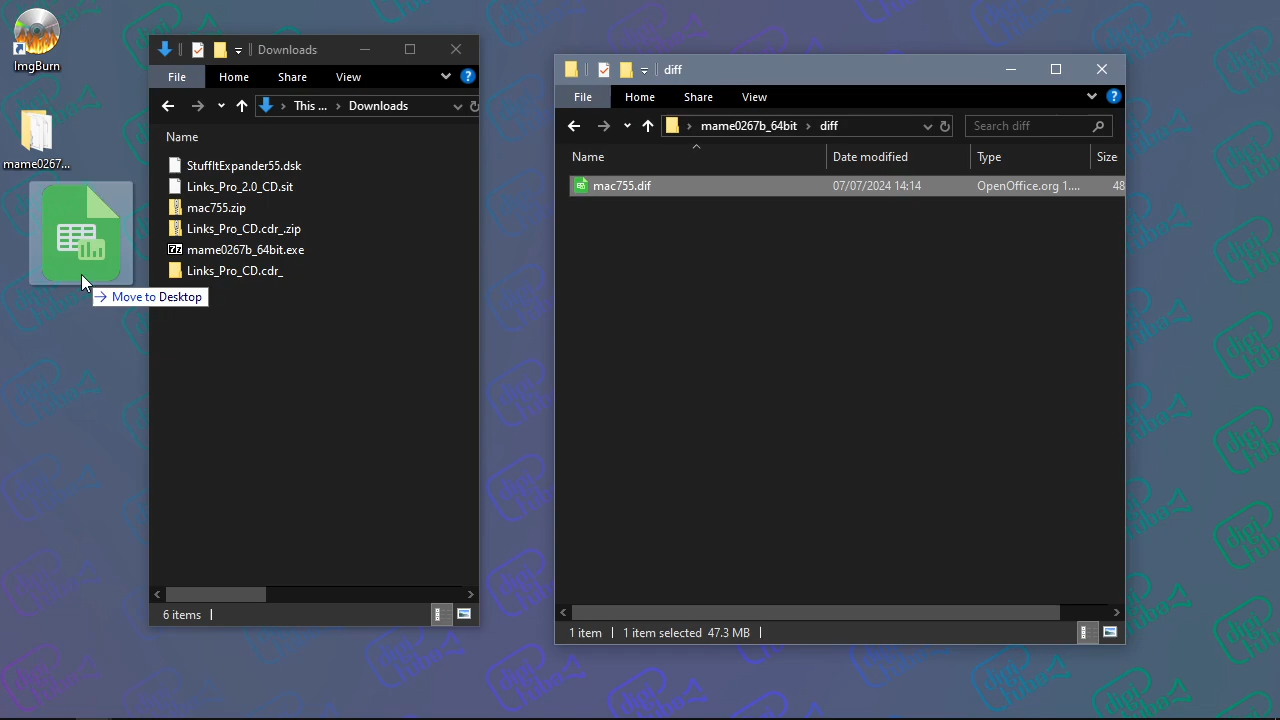 ImgBurn
mame0267...
Move to Desktop
Downloads
File Home Share View
This ... Downloads
Name
StuffItExpander55.dsk
Links_Pro_2.0_CD.sit
mac755.zip
Links_Pro_CD.cdr_.zip
mame0267b_64bit.exe
Links_Pro_CD.cdr_
6 items
diff
File Home Share View
mame0267b_64bit diff
Search diff
Name Date modified Type Size
mac755.dif 07/07/2024 14:14 OpenOffice.org 1.... 48
1 item 1 item selected 47.3 MB